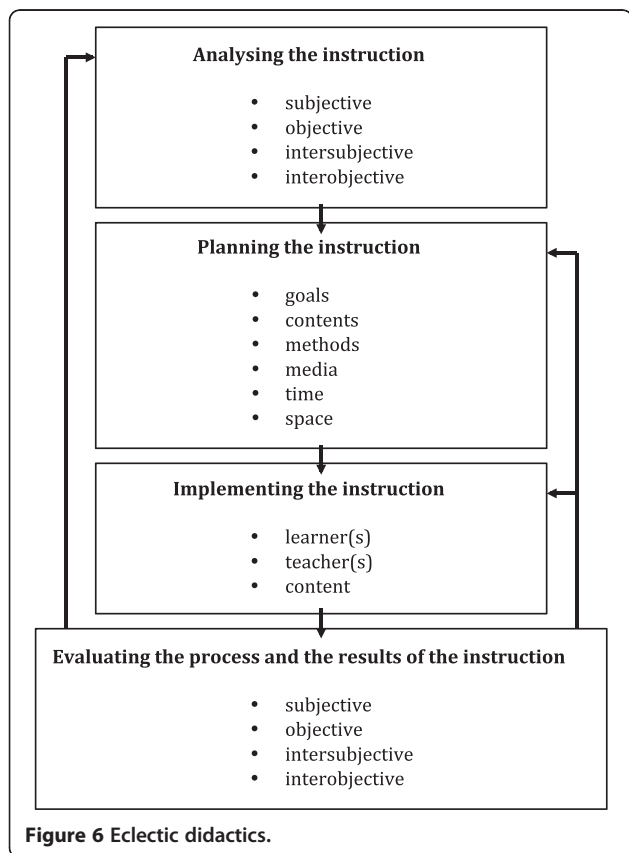 Analysing the instruction
• subjective
• objective
• intersubjective
• interobjective
Planning the instruction
• goals
• contents
• methods
• media
• time
• space
Implementing the instruction
• learner(s)
• teacher(s)
• content
Evaluating the process and the results of the instruction
• subjective
• objective
• intersubjective
• interobjective
Figure 6 Eclectic didactics.